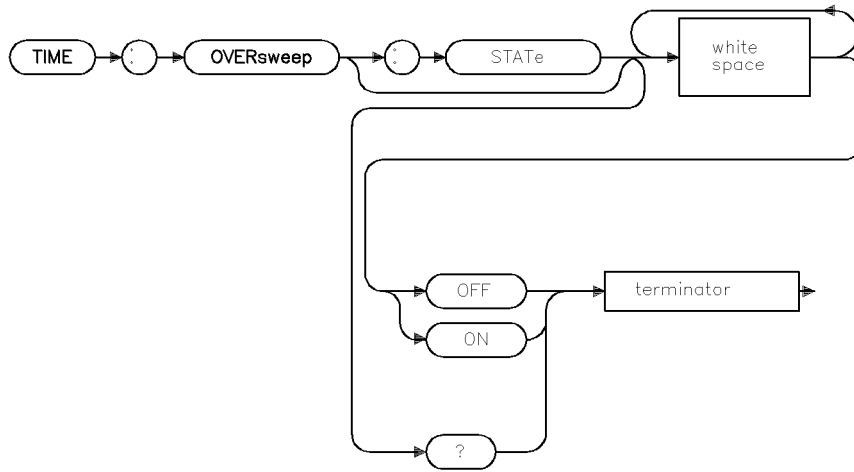 TIME : OVERsweep : STATe white
space
OFF terminator
ON
?